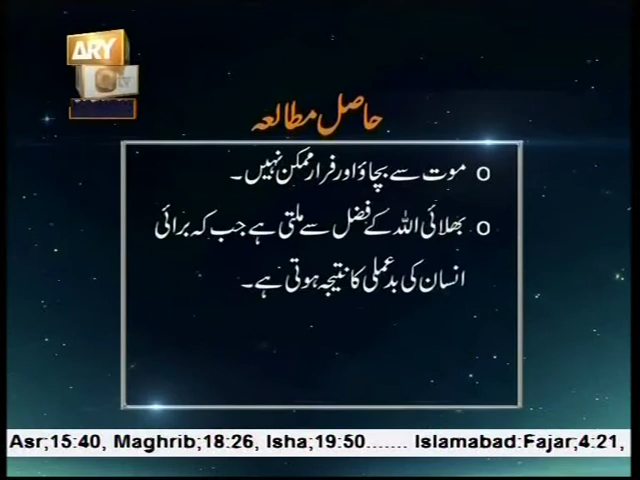 ARY
Qtv
حاصل مطالعہ
o موت سے بچاؤ اور فرار ممکن نہیں۔
o بھلائی اللہ کے فضل سے ملتی ہے جب کہ برائی
انسان کی بدعملی کا نتیجہ ہوتی ہے۔
Asr;15:40, Maghrib;18:26, Isha;19:50....... Islamabad:Fajar;4:21,